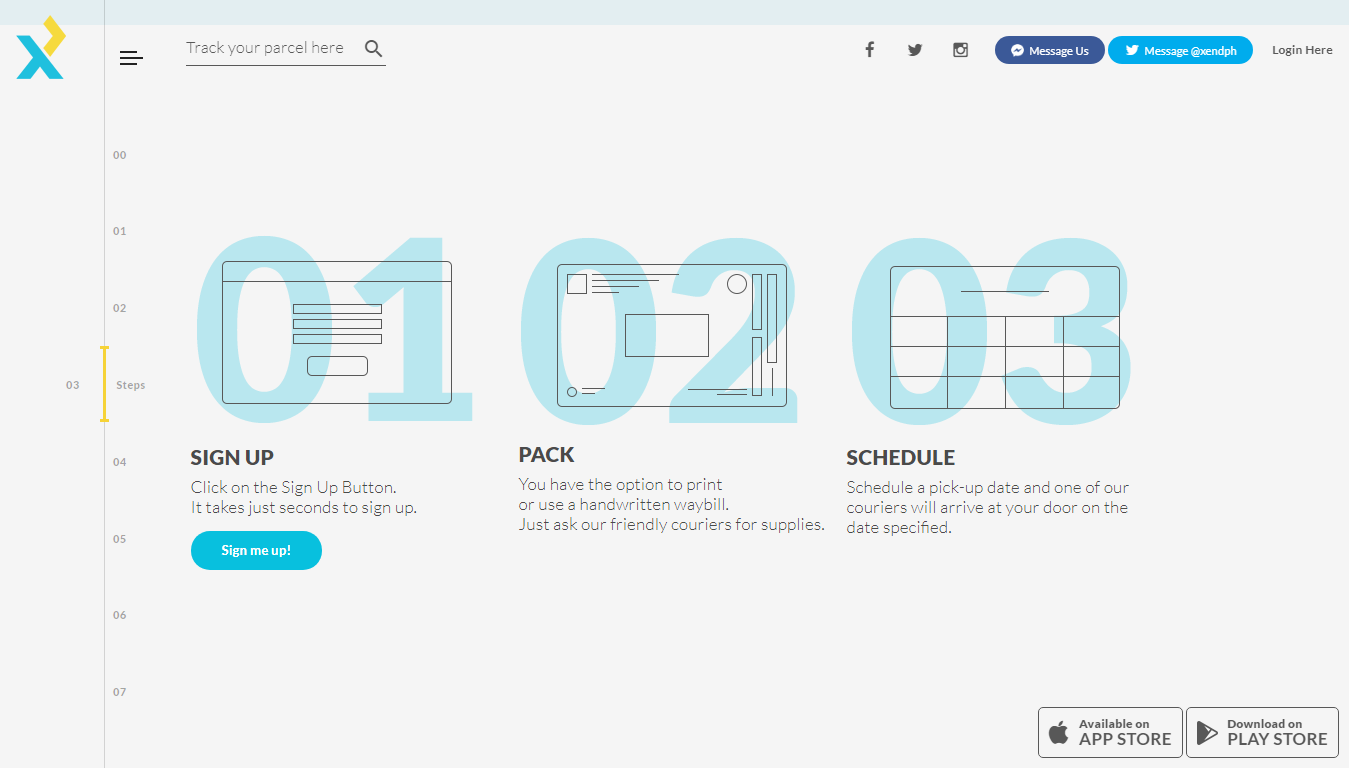 Track your parcel here
Message Us
Message @xendph
Login Here
00
01
02
03
Steps
04
05
06
07
01
SIGN UP
Click on the Sign Up Button.
It takes just seconds to sign up.
Sign me up!
02
PACK
You have the option to print
or use a handwritten waybill.
Just ask our friendly couriers for supplies.
03
SCHEDULE
Schedule a pick-up date and one of our
couriers will arrive at your door on the
date specified.
Available on
APP STORE
Download on
PLAY STORE